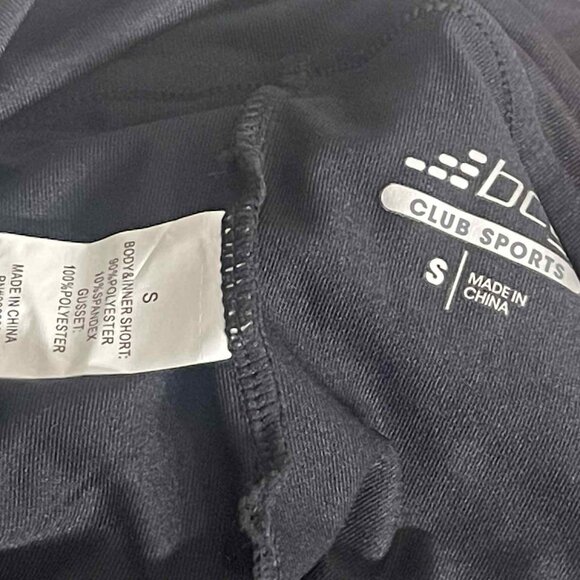 S
BODY&INNER SHORT:
90%POLYESTER
10%SPANDEX
GUSSET:
100%POLYESTER
MADE IN CHINA
bcg
CLUB SPORTS
S
MADE IN
CHINA